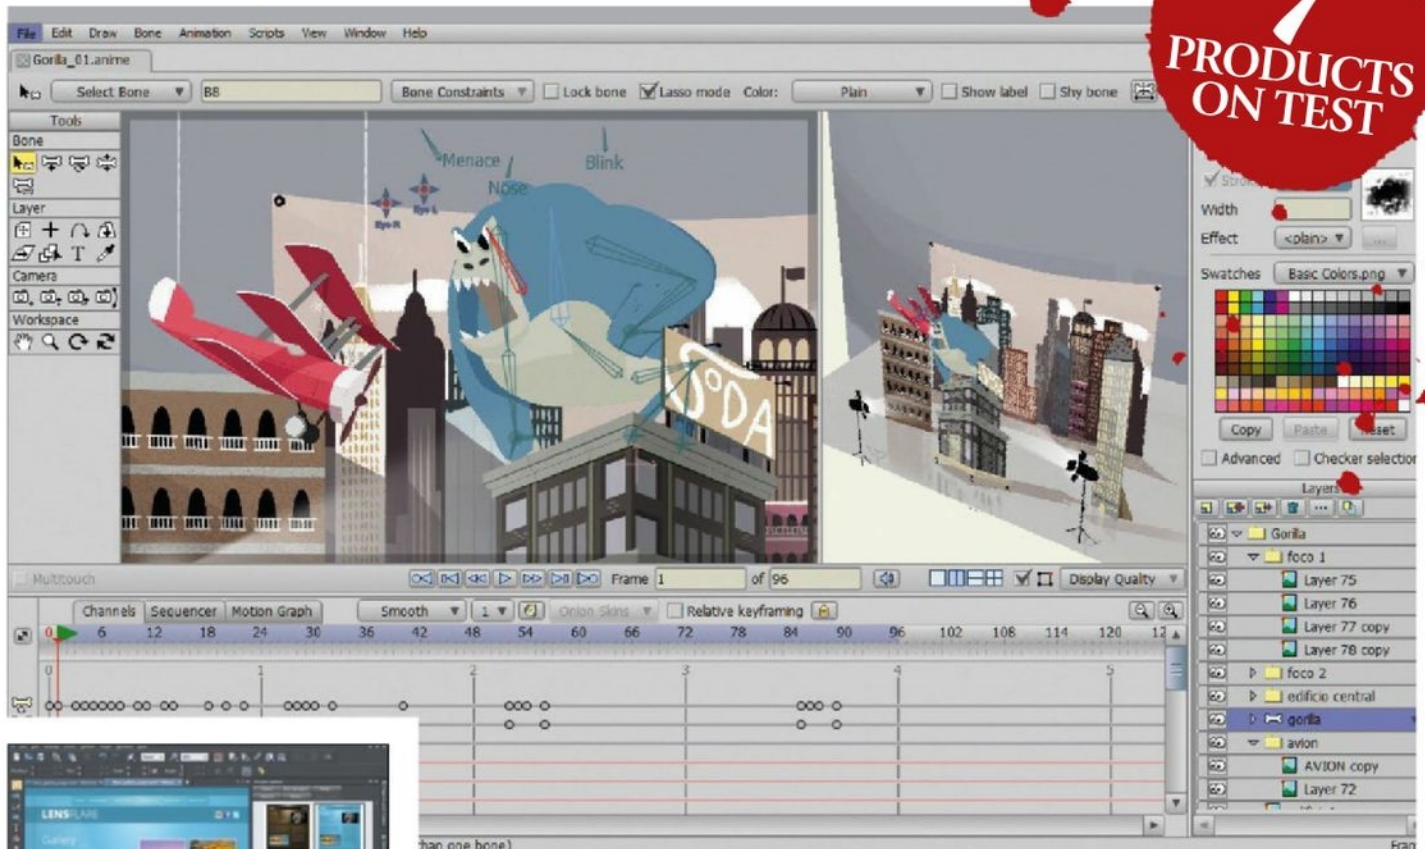 PRODUCTS
ON TEST
File Edit Draw Bone Animation Scripts View Window Help
Gorilla_01.anime
Select Bone B8 Bone Constraints Lock bone Lasso mode Color: Plain Show label Shy bone
Tools
Bone
Layer
T
Camera
Workspace
Menace
Blink
Nose
Eye R
Eye L
SODA
Width
Effect <plain> ...
Swatches Basic Colors.png
Copy Paste Reset
Advanced Checker selection
Layers
Gorilla
foco 1
Layer 75
Layer 76
Layer 77 copy
Layer 78 copy
foco 2
edificio central
gorilla
avion
AVION copy
Layer 72
Multitouch
Frame 1 of 96 Display Quality
Channels Sequencer Motion Graph Smooth 1 Onion Skins Relative keyframing
0 6 12 18 24 30 36 42 48 54 60 66 72 78 84 90 96 102 108 114 120
0 1 2 3 4 5
than one bone)
Fram
LENSFLARE
Gallery